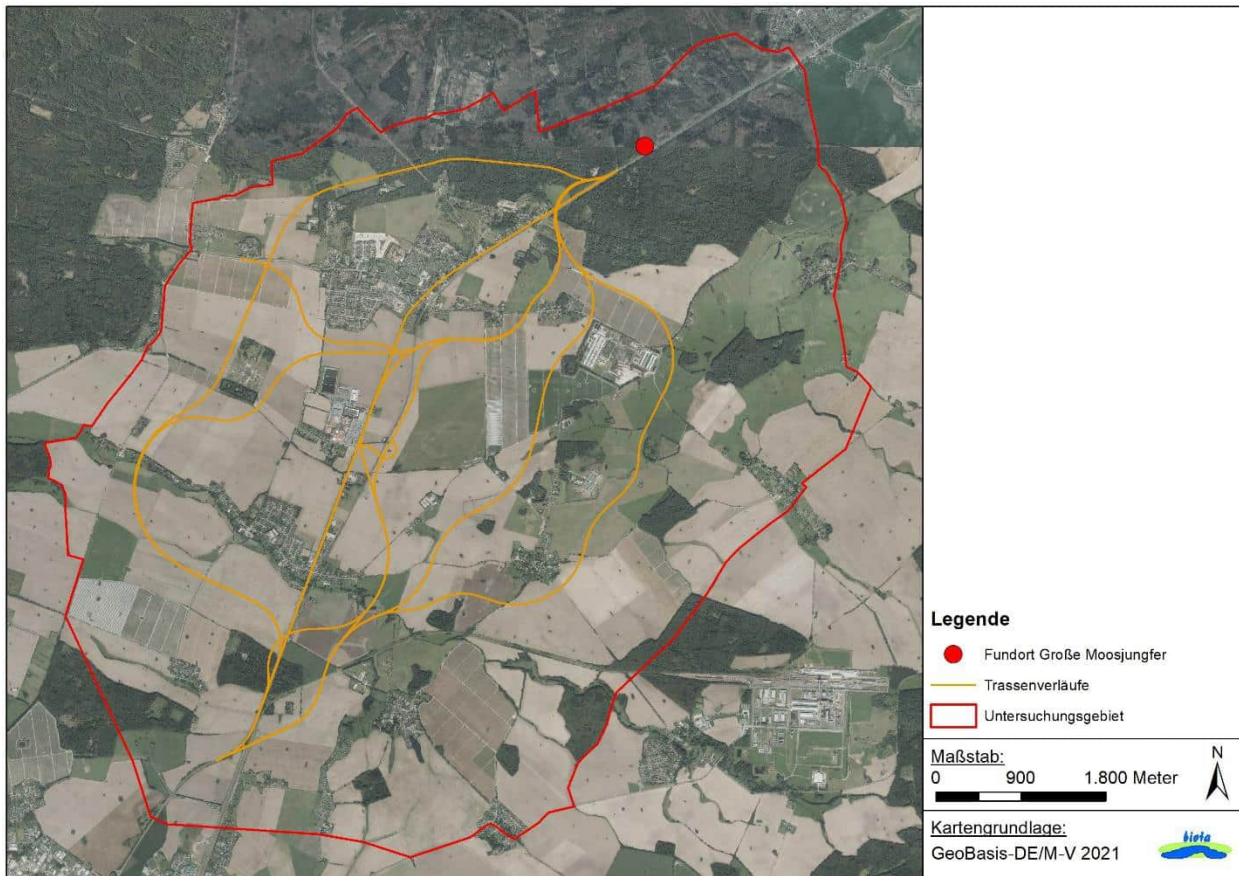 Legende
Fundort Große Moosjungfer
Trassenverläufe
Untersuchungsgebiet
Maßstab:
0 900 1.800 Meter
N
Kartengrundlage:
GeoBasis-DE/M-V 2021
biota